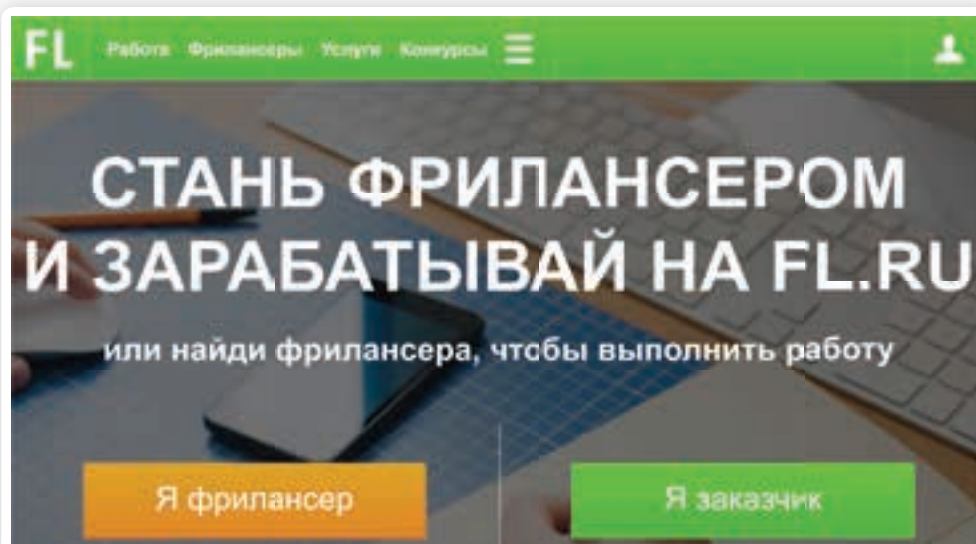 FL Работа Фрилансеры Услуги Конкурсы
СТАНЬ ФРИЛАНСЕРОМ
И ЗАРАБАТЫВАЙ НА FL.RU
или найди фрилансера, чтобы выполнить работу
Я фрилансер Я заказчик